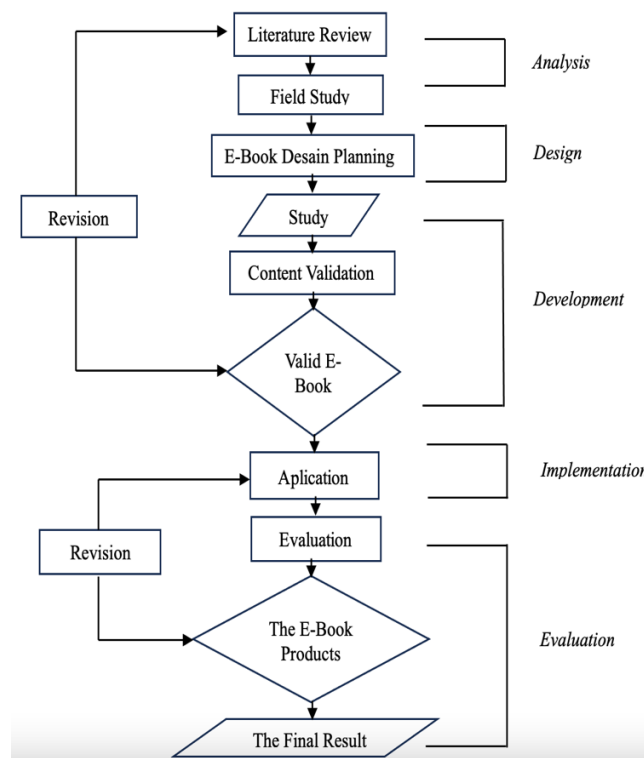 Literature Review
Analysis
Field Study
E-Book Desain Planning
Design
Study
Revision
Content Validation
Development
Valid E-
Book
Aplication
Implementation
Evaluation
Revision
The E-Book
Products
Evaluation
The Final Result